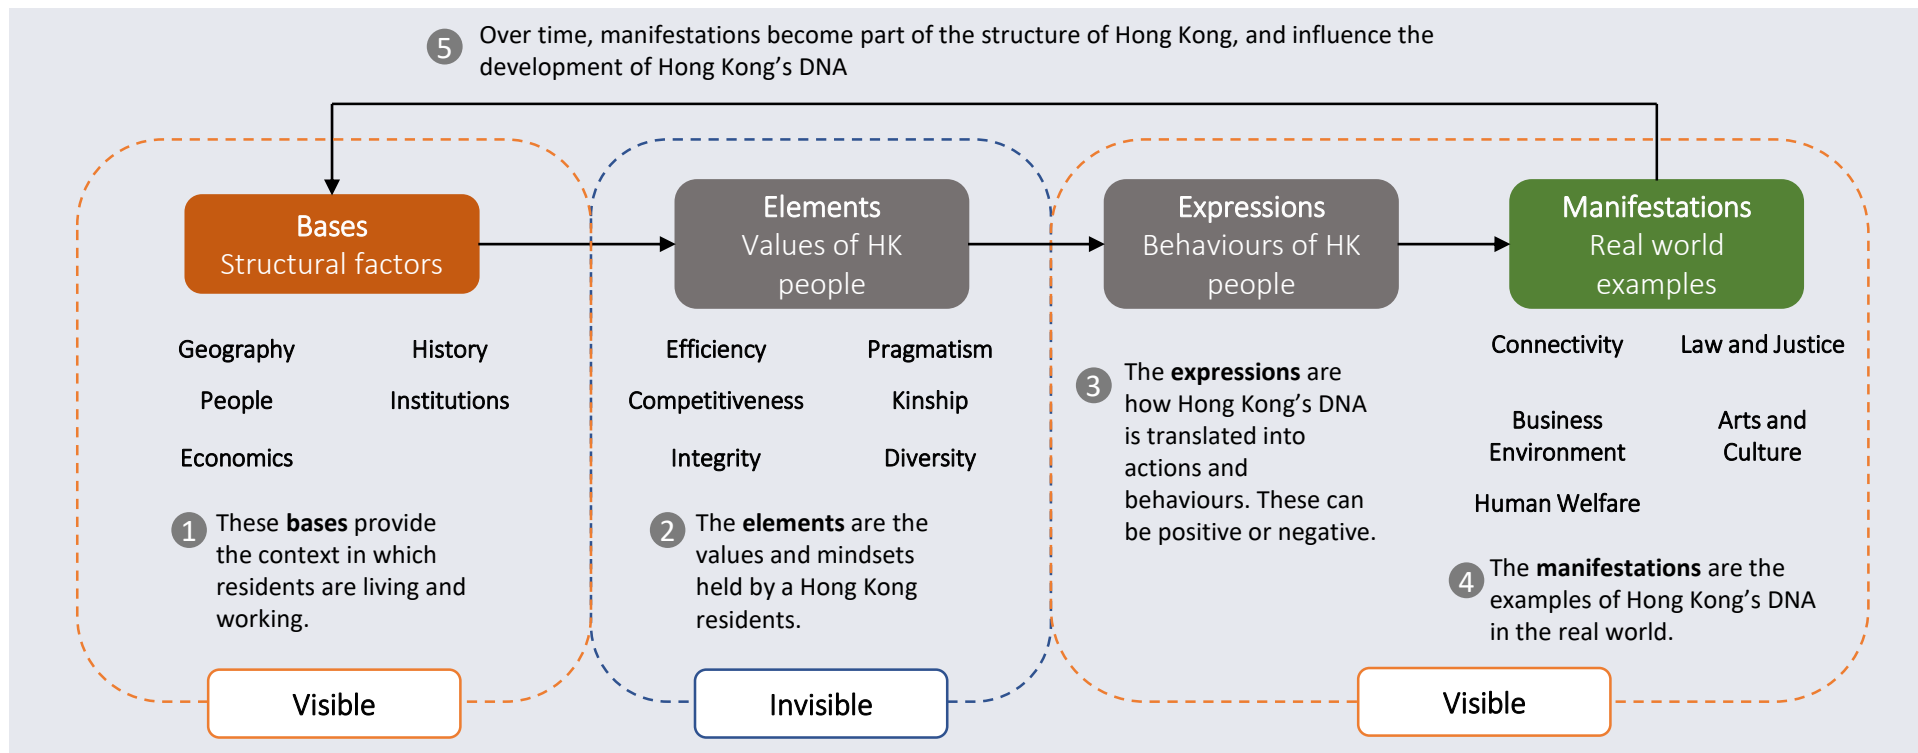 5 Over time, manifestations become part of the structure of Hong Kong, and influence the
development of Hong Kong's DNA
Bases
Structural factors
Geography History
People Institutions
Economics
1 These bases provide
the context in which
residents are living and
working.
Visible
Elements
Values of HK
people
Efficiency Pragmatism
Competitiveness Kinship
Integrity Diversity
2 The elements are the
values and mindsets
held by a Hong Kong
residents.
Invisible
Expressions
Behaviours of HK
people
3 The expressions are
how Hong Kong's DNA
is translated into
actions and
behaviours. These can
be positive or negative.
Manifestations
Real world
examples
Connectivity Law and Justice
Business
Environment
Arts and
Culture
Human Welfare
4 The manifestations are the
examples of Hong Kong's DNA
in the real world.
Visible